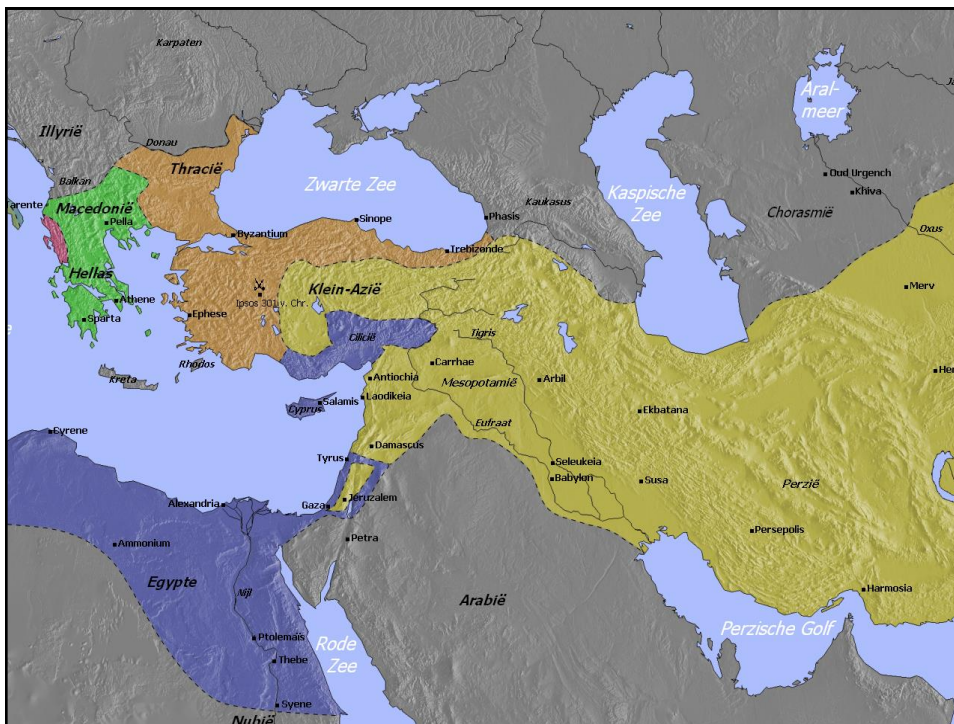 Karpaten
Aral-
meer
Illyrië
Donau
Thracië
Oud Urgench
Khiva
Balkan
Zwarte Zee
Kaukasus
Kaspische
Zee
Chorasmië
Tarente
Macedonië
Pella
Sinope
Phasis
Byzantium
Trebizonde
Oxus
Hellas
Klein-Azië
Merv
Athene
Ipsos 301 v. Chr.
Sparta
Ephese
Cilicië
Tigris
Rhodos
Carrhae
Kreta
Antiochia
Mesopotamië
Arbil
Salamis
Laodikeia
Cyprus
Ekbatana
Eufraat
Cyrene
Damascus
Tyrus
Seleukeia
Babylon
Susa
Perzië
Jeruzalem
Alexandria
Gaza
Persepolis
Ammonium
Petra
Egypte
Nijl
Arabië
Harmosia
Perzische Golf
Ptolemaïs
Rode
Zee
Thebe
Syene
Nubië